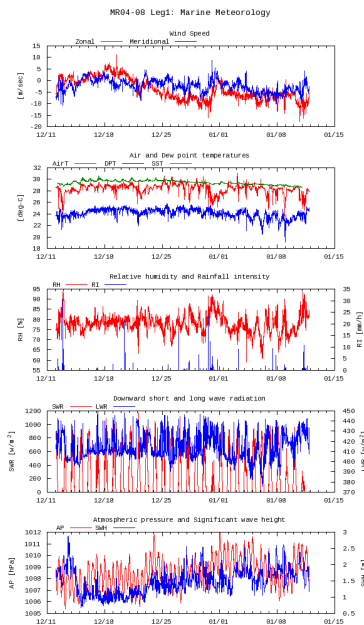 MR04-08 Leg1: Marine Meteorology
Wind Speed
Zonal Meridional
15
10
5
0
-5
-10
-15
-20
[m/sec]
12/11 12/18 12/25 01/01 01/08 01/15
Air and Dew point temperatures
AirT DPT SST
32
30
28
26
24
22
20
18
[deg-C]
12/11 12/18 12/25 01/01 01/08 01/15
Relative humidity and Rainfall intensity
RH RI
95
90
85
80
75
70
65
60
55
RH [%]
35
30
25
20
15
10
5
0
RI [mm/h]
12/11 12/18 12/25 01/01 01/08 01/15
Downward short and long wave radiation
SWR LWR
1200
1000
800
600
400
200
0
SWR [w/m2]
450
440
430
420
410
400
390
380
370
LWR [w/m2]
12/11 12/18 12/25 01/01 01/08 01/15
Atmospheric pressure and Significant wave height
AP SWH
1012
1011
1010
1009
1008
1007
1006
1005
AP [hPa]
3
2.5
2
1.5
1
0.5
SWH [m]
12/11 12/18 12/25 01/01 01/08 01/15